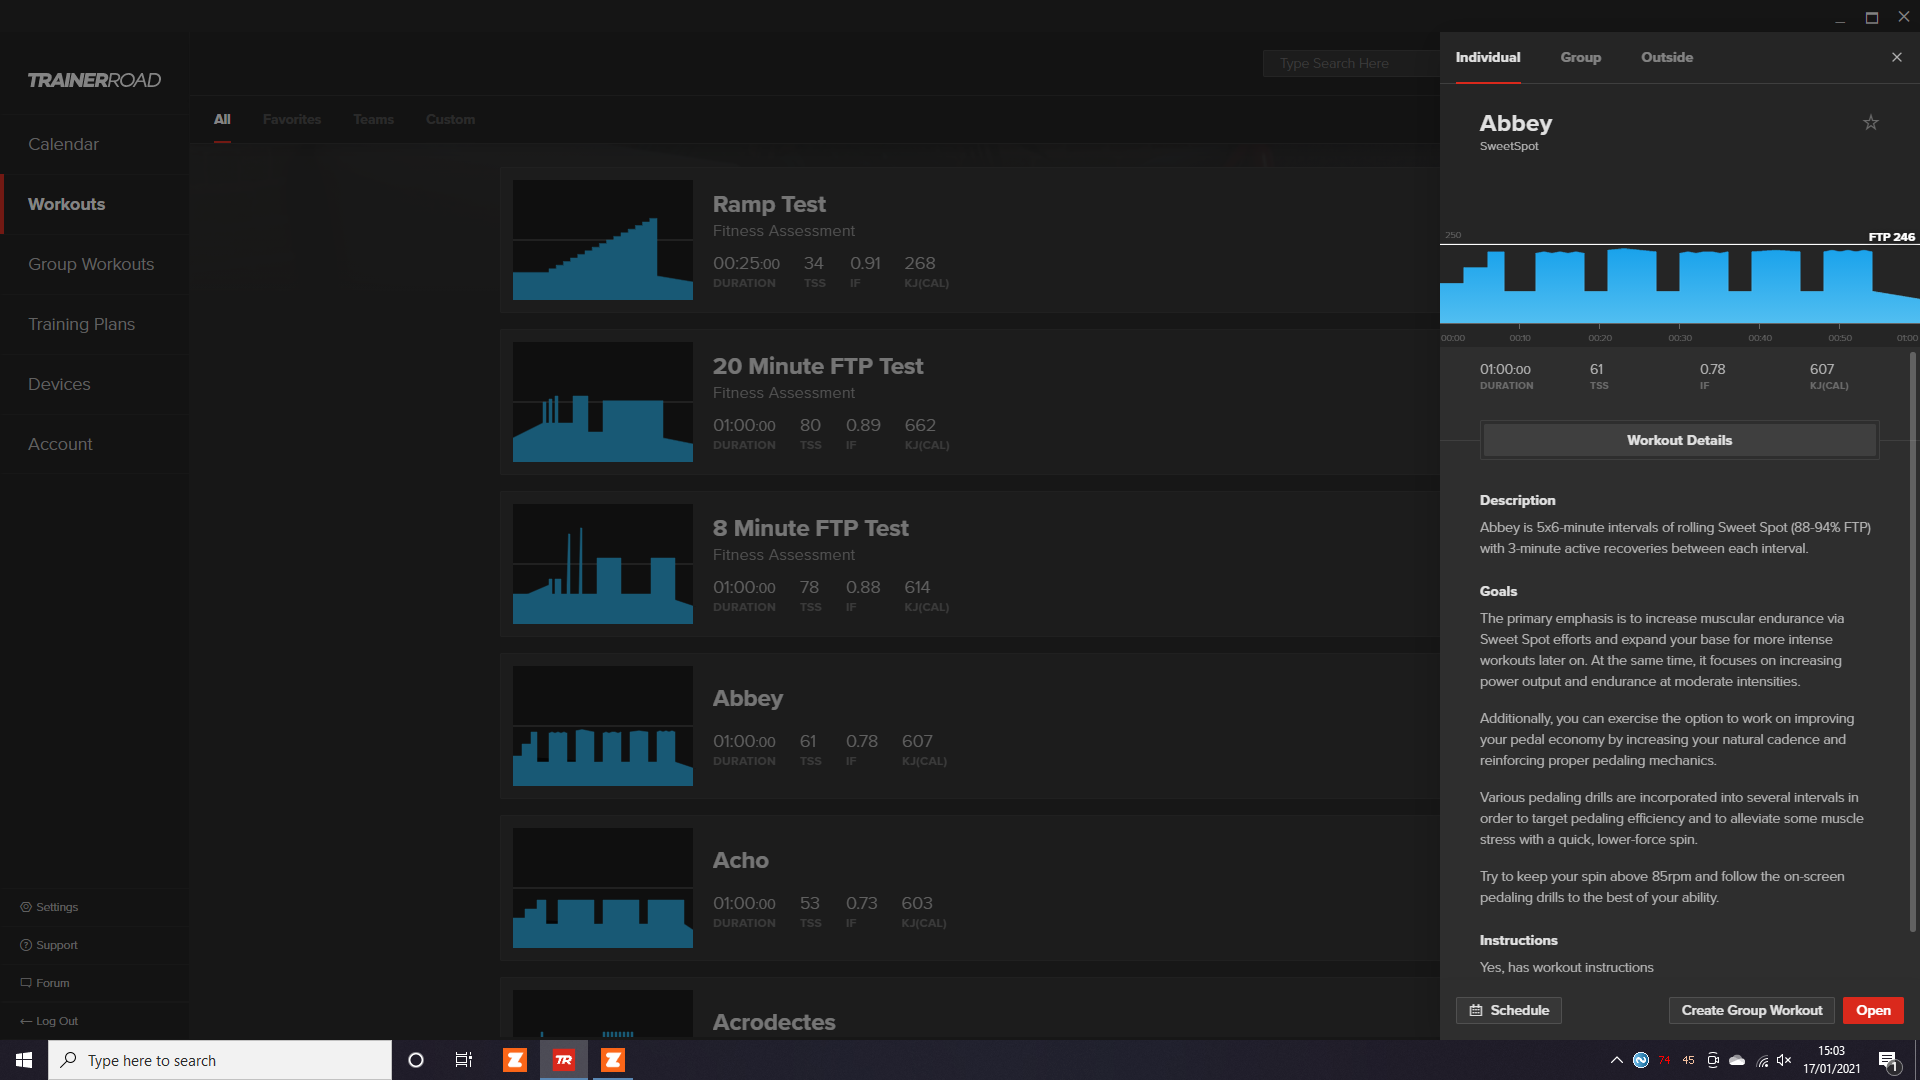 TRAINERROAD
Calendar
Workouts
Group Workouts
Training Plans
Devices
Account
Settings
Support
Forum
Log Out
Type Search Here
All Favorites Teams Custom
Ramp Test
Fitness Assessment
00:25:00 34 0.91 268
DURATION TSS IF KJ(CAL)
20 Minute FTP Test
Fitness Assessment
01:00:00 80 0.89 662
DURATION TSS IF KJ(CAL)
8 Minute FTP Test
Fitness Assessment
01:00:00 78 0.88 614
DURATION TSS IF KJ(CAL)
Abbey
01:00:00 61 0.78 607
DURATION TSS IF KJ(CAL)
Acho
01:00:00 53 0.73 603
DURATION TSS IF KJ(CAL)
Acrodectes
Individual Group Outside
Abbey
SweetSpot
250
FTP 246
00:00 00:10 00:20 00:30 00:40 00:50 01:00
01:00:00 61 0.78 607
DURATION TSS IF KJ(CAL)
Workout Details
Description
Abbey is 5x6-minute intervals of rolling Sweet Spot (88-94% FTP)
with 3-minute active recoveries between each interval.
Goals
The primary emphasis is to increase muscular endurance via
Sweet Spot efforts and expand your base for more intense
workouts later on. At the same time, it focuses on increasing
power output and endurance at moderate intensities.
Additionally, you can exercise the option to work on improving
your pedal economy by increasing your natural cadence and
reinforcing proper pedaling mechanics.
Various pedaling drills are incorporated into several intervals in
order to target pedaling efficiency and to alleviate some muscle
stress with a quick, lower-force spin.
Try to keep your spin above 85rpm and follow the on-screen
pedaling drills to the best of your ability.
Instructions
Yes, has workout instructions
Schedule Create Group Workout Open
Type here to search
Z TR Z
74 45
15:03
17/01/2021
1